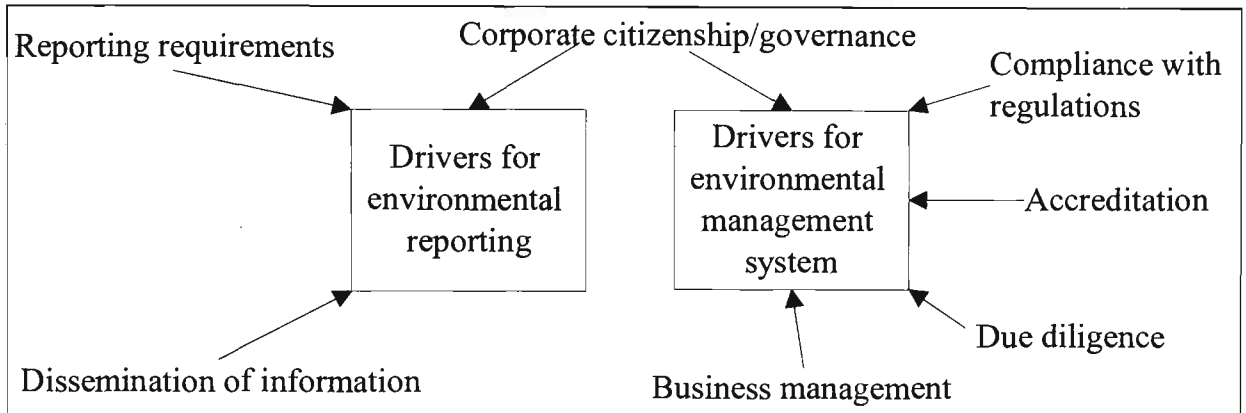 Reporting requirements
Corporate citizenship/governance
Compliance with
regulations
Drivers for
environmental
reporting
Drivers for
environmental
management
system
Accreditation
Due diligence
Dissemination of information
Business management